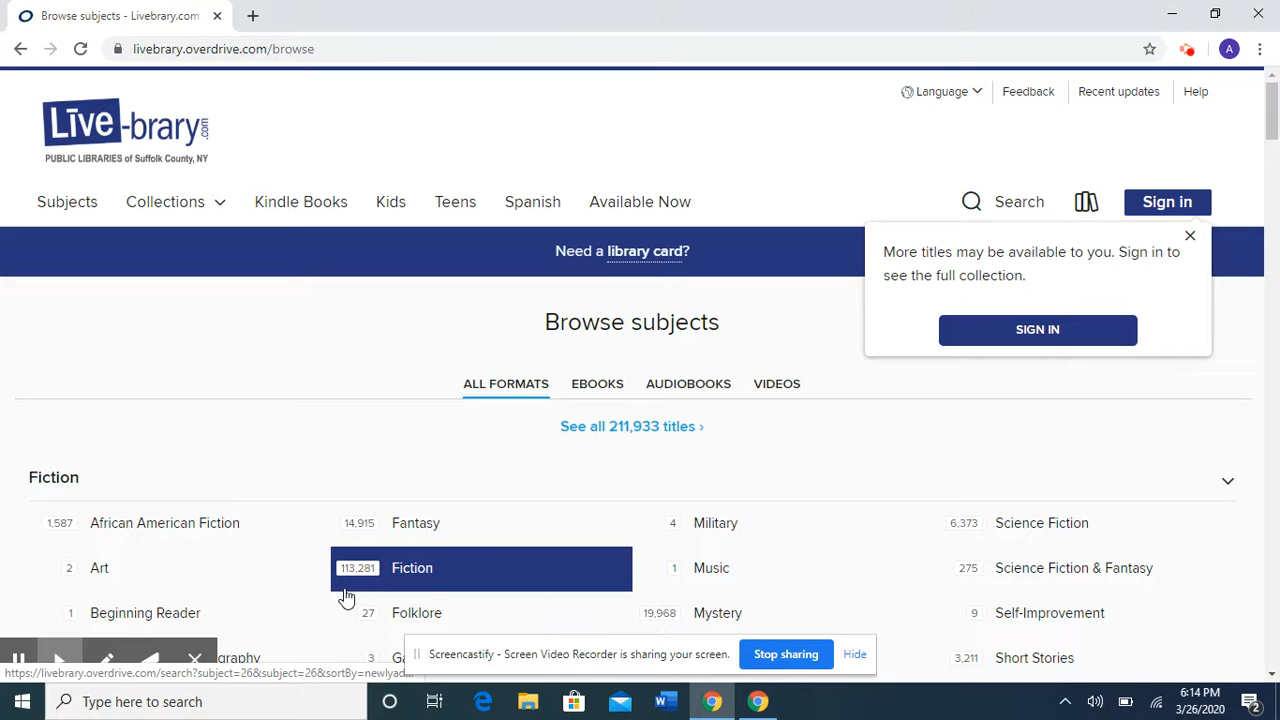 Browse subjects - Livebrary.com
livebrary.overdrive.com/browse
A
Language
Feedback
Recent updates
Help
Līve-brary.com
PUBLIC LIBRARIES of Suffolk County, NY
Subjects
Collections
Kindle Books
Kids
Teens
Spanish
Available Now
Search
Sign in
Need a library card?
More titles may be available to you. Sign in to
see the full collection.
SIGN IN
Browse subjects
ALL FORMATS
EBOOKS
AUDIOBOOKS
VIDEOS
See all 211,933 titles ›
Fiction
1,587 African American Fiction
14,915 Fantasy
4 Military
6,373 Science Fiction
2 Art
113,281 Fiction
1 Music
275 Science Fiction & Fantasy
1 Beginning Reader
27 Folklore
19,968 Mystery
9 Self-Improvement
3
3,211 Short Stories
Screencastify - Screen Video Recorder is sharing your screen.
Stop sharing
Hide
https://livebrary.overdrive.com/search?subject=26&subject=26&sortBy=newlyad...
Type here to search
6:14 PM
3/26/2020
2